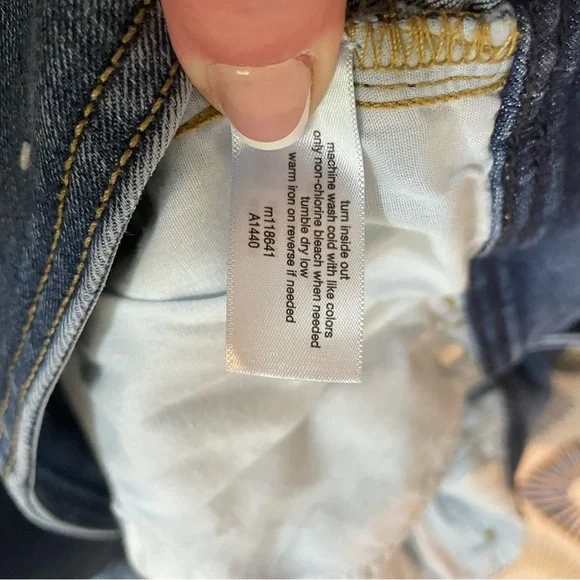 turn inside out
machine wash cold with like colors
only non-chlorine bleach when needed
tumble dry low
warm iron on reverse if needed
m118641
A1440